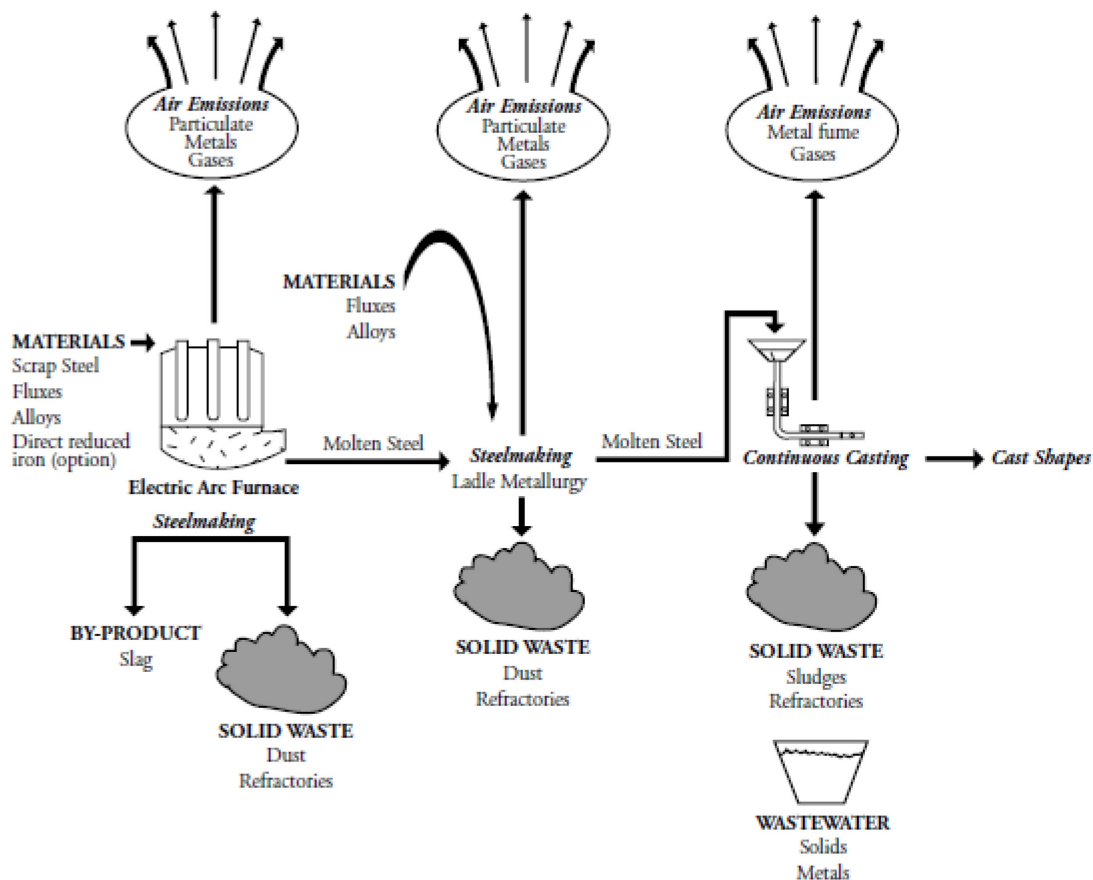 Air Emissions
Particulate
Metals
Gases
Air Emissions
Particulate
Metals
Gases
Air Emissions
Metal fume
Gases
MATERIALS
Fluxes
Alloys
MATERIALS
Scrap Steel
Fluxes
Alloys
Direct reduced
iron (option)
Electric Arc Furnace
Molten Steel
Steelmaking
Ladle Metallurgy
Molten Steel
Continuous Casting
Cast Shapes
Steelmaking
BY-PRODUCT
Slag
SOLID WASTE
Dust
Refractories
SOLID WASTE
Dust
Refractories
SOLID WASTE
Sludges
Refractories
WASTEWATER
Solids
Metals